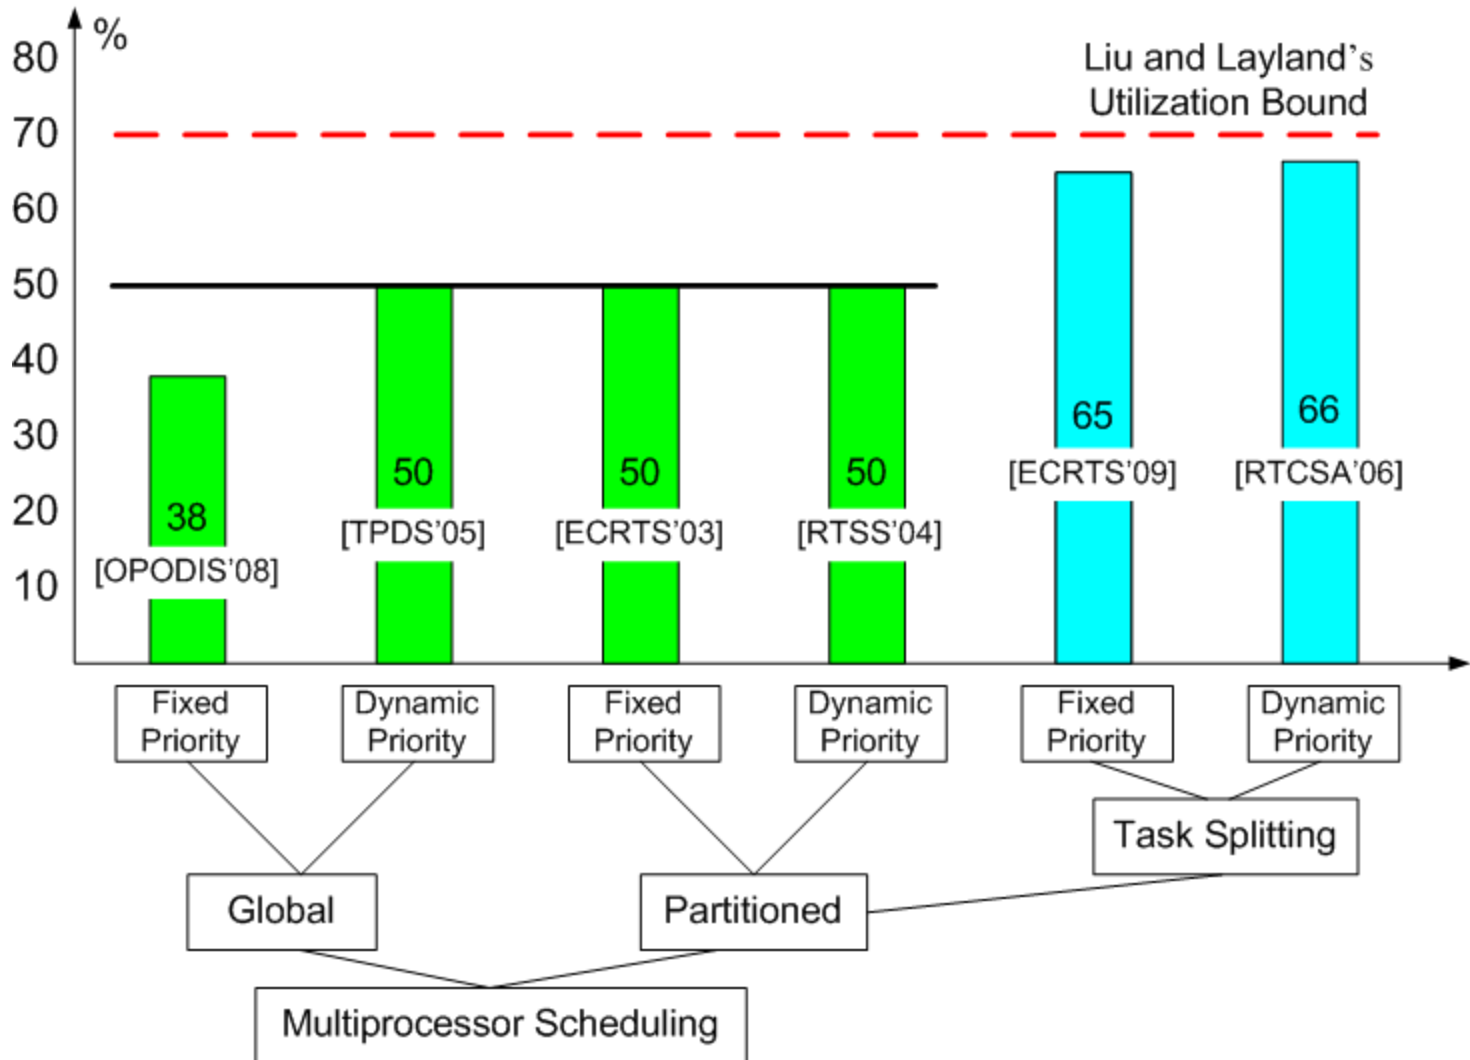 %
80
70
60
50
40
30
20
10
Liu and Layland's
Utilization Bound
38
[OPODIS'08]
50
[TPDS'05]
50
[ECRTS'03]
50
[RTSS'04]
65
[ECRTS'09]
66
[RTCSA'06]
Fixed
Priority
Dynamic
Priority
Fixed
Priority
Dynamic
Priority
Fixed
Priority
Dynamic
Priority
Task Splitting
Global
Partitioned
Multiprocessor Scheduling